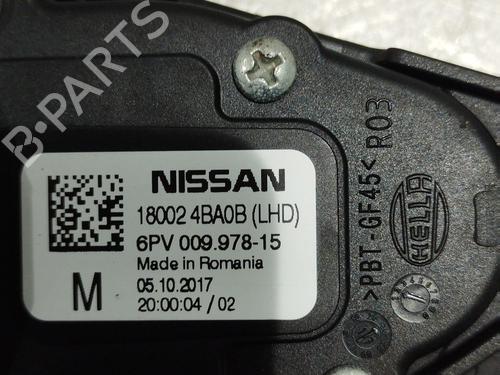 B·PARTS
NISSAN
18002 4BA0B (LHD)
6PV 009.978-15
Made in Romania
M
05.10.2017
20:00:04 / 02
>PBT-GF45< R03
HELLA